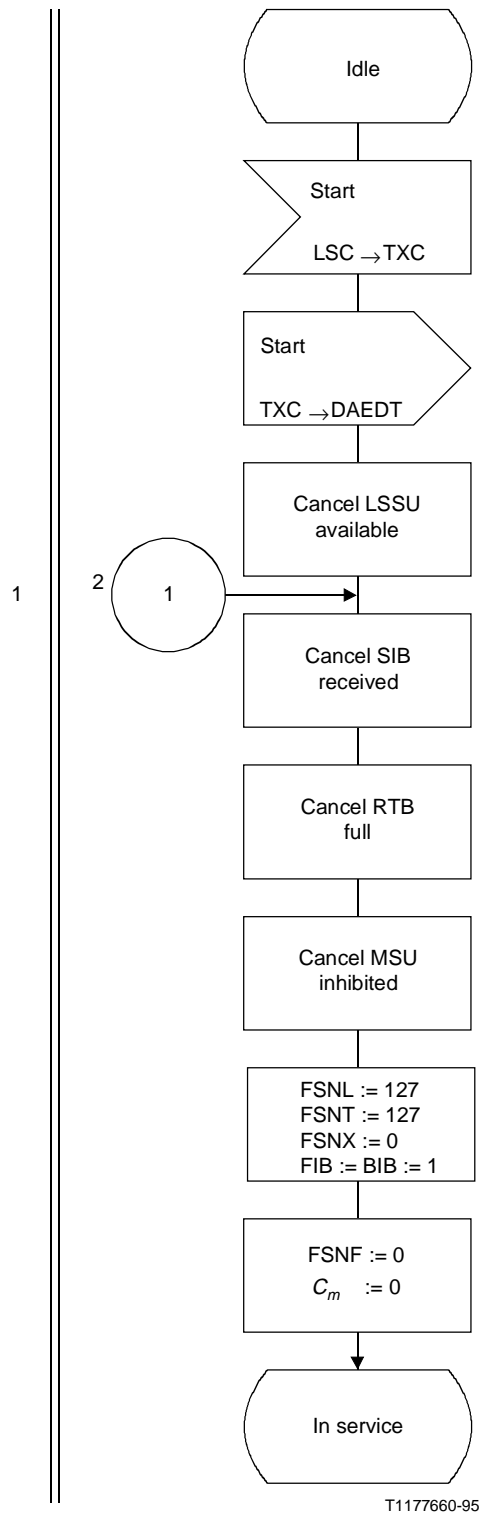 Idle
Start
LSC → TXC
Start
TXC → DAEDT
Cancel LSSU
available
1
2
1
Cancel SIB
received
Cancel RTB
full
Cancel MSU
inhibited
FSNL := 127
FSNT := 127
FSNX := 0
FIB := BIB := 1
FSNF := 0
Cm := 0
In service
T1177660-95